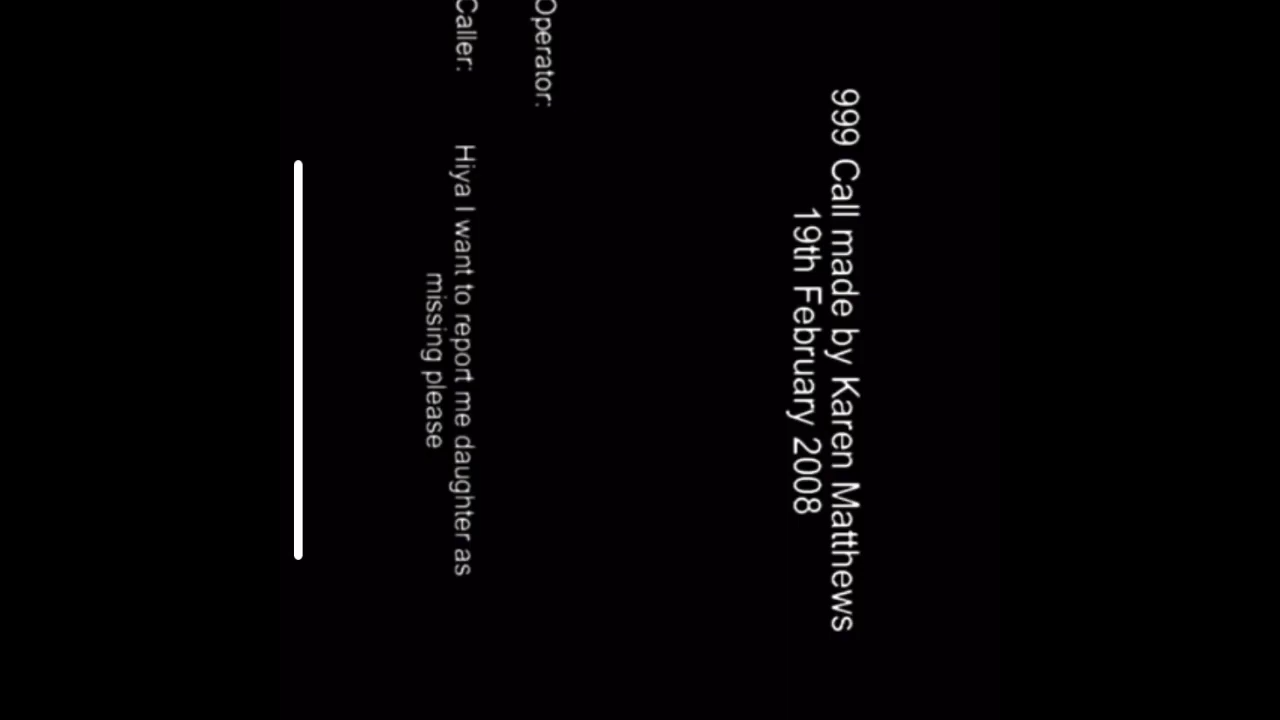 999 Call made by Karen Matthews
19th February 2008
Operator:
Caller: Hiya I want to report me daughter as
missing please